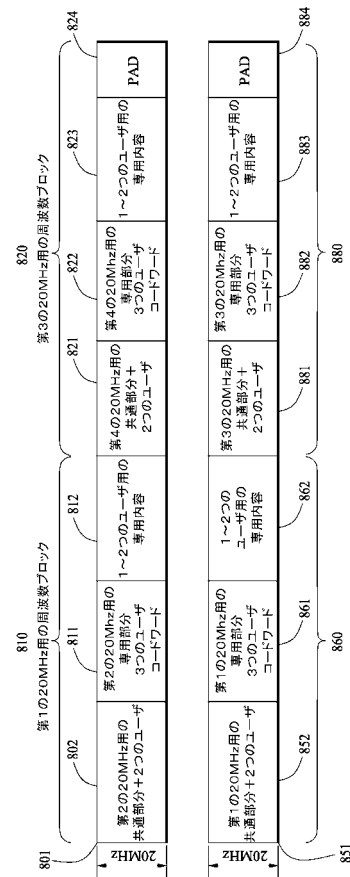 810
第1の20MHz用の周波数ブロック
820
第3の20MHz用の周波数ブロック
801
802
811
812
821
822
823
824
20MHz
第2の20MHz用の
共通部分+2つのユーザ
第2の20Mhz用の
専用部分
3つのユーザ
コードワード
1~2つのユーザ用の
専用内容
第4の20MHz用の
共通部分+
2つのユーザ
第4の20Mhz用の
専用部分
3つのユーザ
コードワード
1~2つのユーザ用の
専用内容
PAD
20MHz
第1の20MHz用の
共通部分+2つのユーザ
第1の20Mhz用の
専用部分
3つのユーザ
コードワード
1~2つの
ユーザ用の
専用内容
第3の20MHz用の
共通部分+
2つのユーザ
第3の20Mhz用の
専用部分
3つのユーザ
コードワード
1~2つのユーザ用の
専用内容
PAD
851
852
861
862
881
882
883
884
860
880